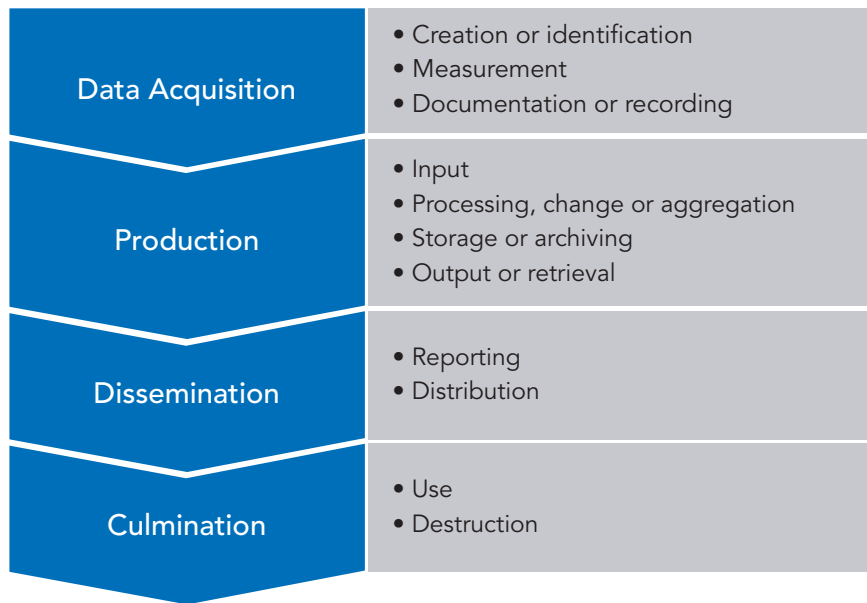 Data Acquisition
• Creation or identification
• Measurement
• Documentation or recording
Production
• Input
• Processing, change or aggregation
• Storage or archiving
• Output or retrieval
Dissemination
• Reporting
• Distribution
Culmination
• Use
• Destruction